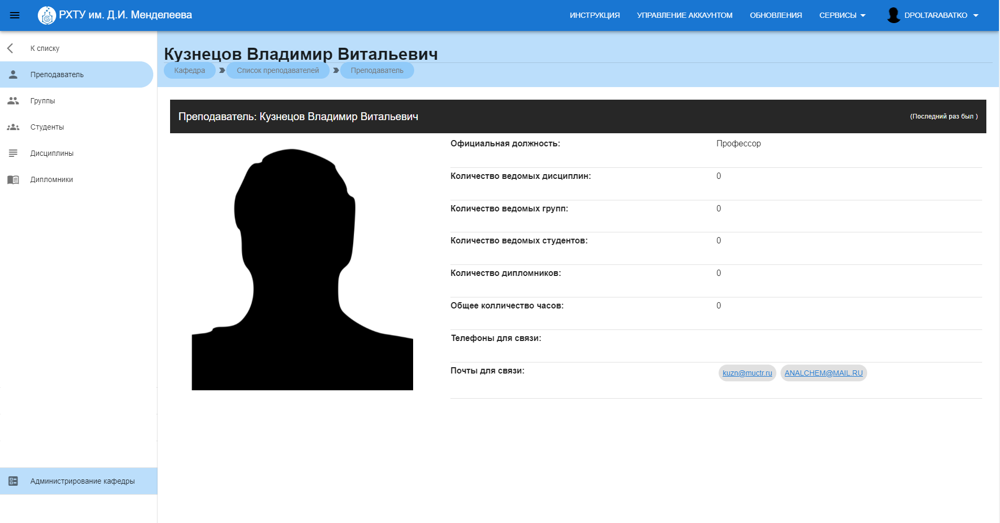 РХТУ им. Д.И. Менделеева
ИНСТРУКЦИЯ
УПРАВЛЕНИЕ АККАУНТОМ
ОБНОВЛЕНИЯ
СЕРВИСЫ
DPOLTARABATKO
К списку
Преподаватель
Группы
Студенты
Дисциплины
Дипломники
Администрирование кафедры
Кузнецов Владимир Витальевич
Кафедра
Список преподавателей
Преподаватель
Преподаватель: Кузнецов Владимир Витальевич
(Последний раз был )
Официальная должность: Профессор
Количество ведомых дисциплин: 0
Количество ведомых групп: 0
Количество ведомых студентов: 0
Количество дипломников: 0
Общее колличество часов: 0
Телефоны для связи:
Почты для связи: kuzn@muctr.ru ANALCHEM@MAIL.RU